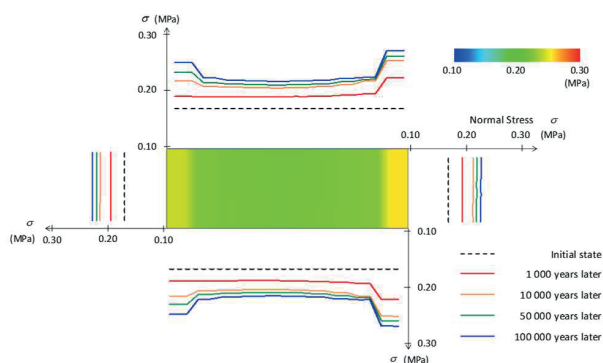 σ (MPa)
0.30
0.20
0.10
0.10 0.20 0.30
(MPa)
Normal Stress σ
0.10 0.20 0.30 (MPa)
σ
(MPa) 0.30 0.20 0.10
0.10
0.20
0.30
σ (MPa)
Initial state
1 000 years later
10 000 years later
50 000 years later
100 000 years later